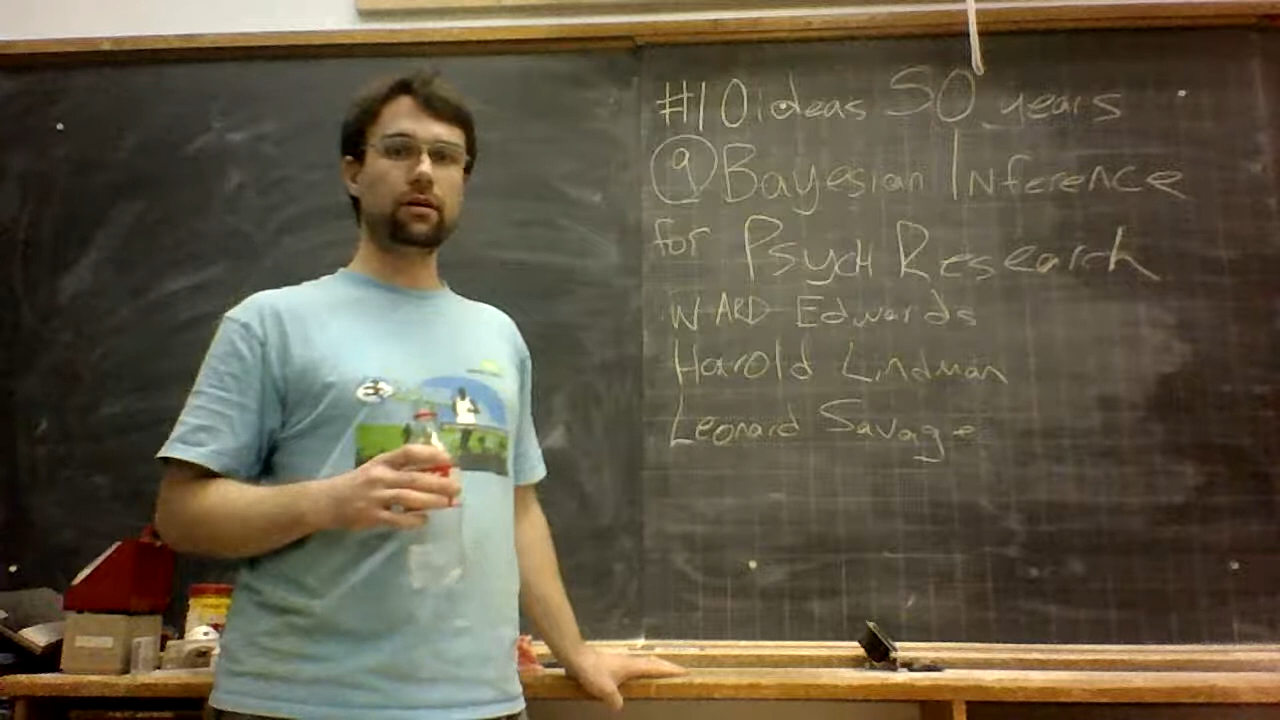 #10ideas 50 years
9 Bayesian Inference
for Psych Research
WARD Edwards
Harold Lindman
Leonard Savage